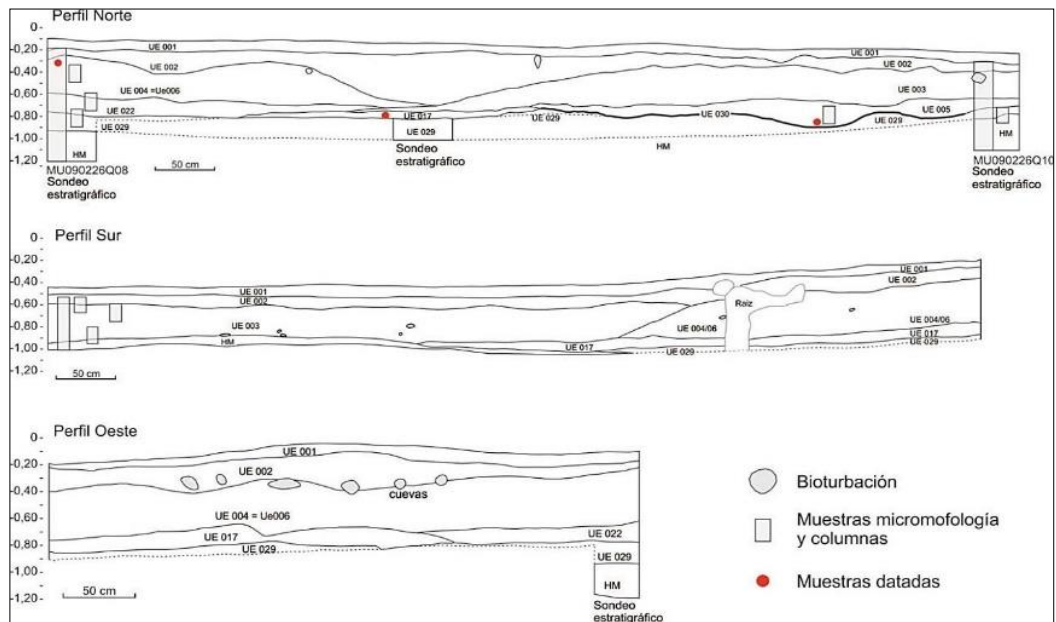 Perfil Norte
0
0,20
0,40
0,60
0,80
1,00
1,20
UE 001
UE 001
UE 002
UE 002
UE 004 =Ue006
UE 003
UE 022
UE 017
UE 029
UE 030
UE 029
UE 005
UE 029
UE 029
HM
HM
HM
50 cm
Sondeo
estratigráfico
MU090226Q08
Sondeo
estratigráfico
MU090226Q10
Sondeo
estratigráfico
Perfil Sur
0
0,20
0,40
0,60
0,80
1,00
1,20
UE 001
UE 001
UE 002
UE 002
Raiz
UE 003
UE 004/06
UE 004/06
HM
UE 017
UE 017
UE 029
UE 029
50 cm
Perfil Oeste
0
0,20
0,40
0,60
0,80
1,00
1,20
UE 001
UE 002
cuevas
UE 004 = Ue006
UE 017
UE 022
UE 029
UE 029
HM
50 cm
Sondeo
estratigráfico
Bioturbación
Muestras micromofología
y columnas
Muestras datadas